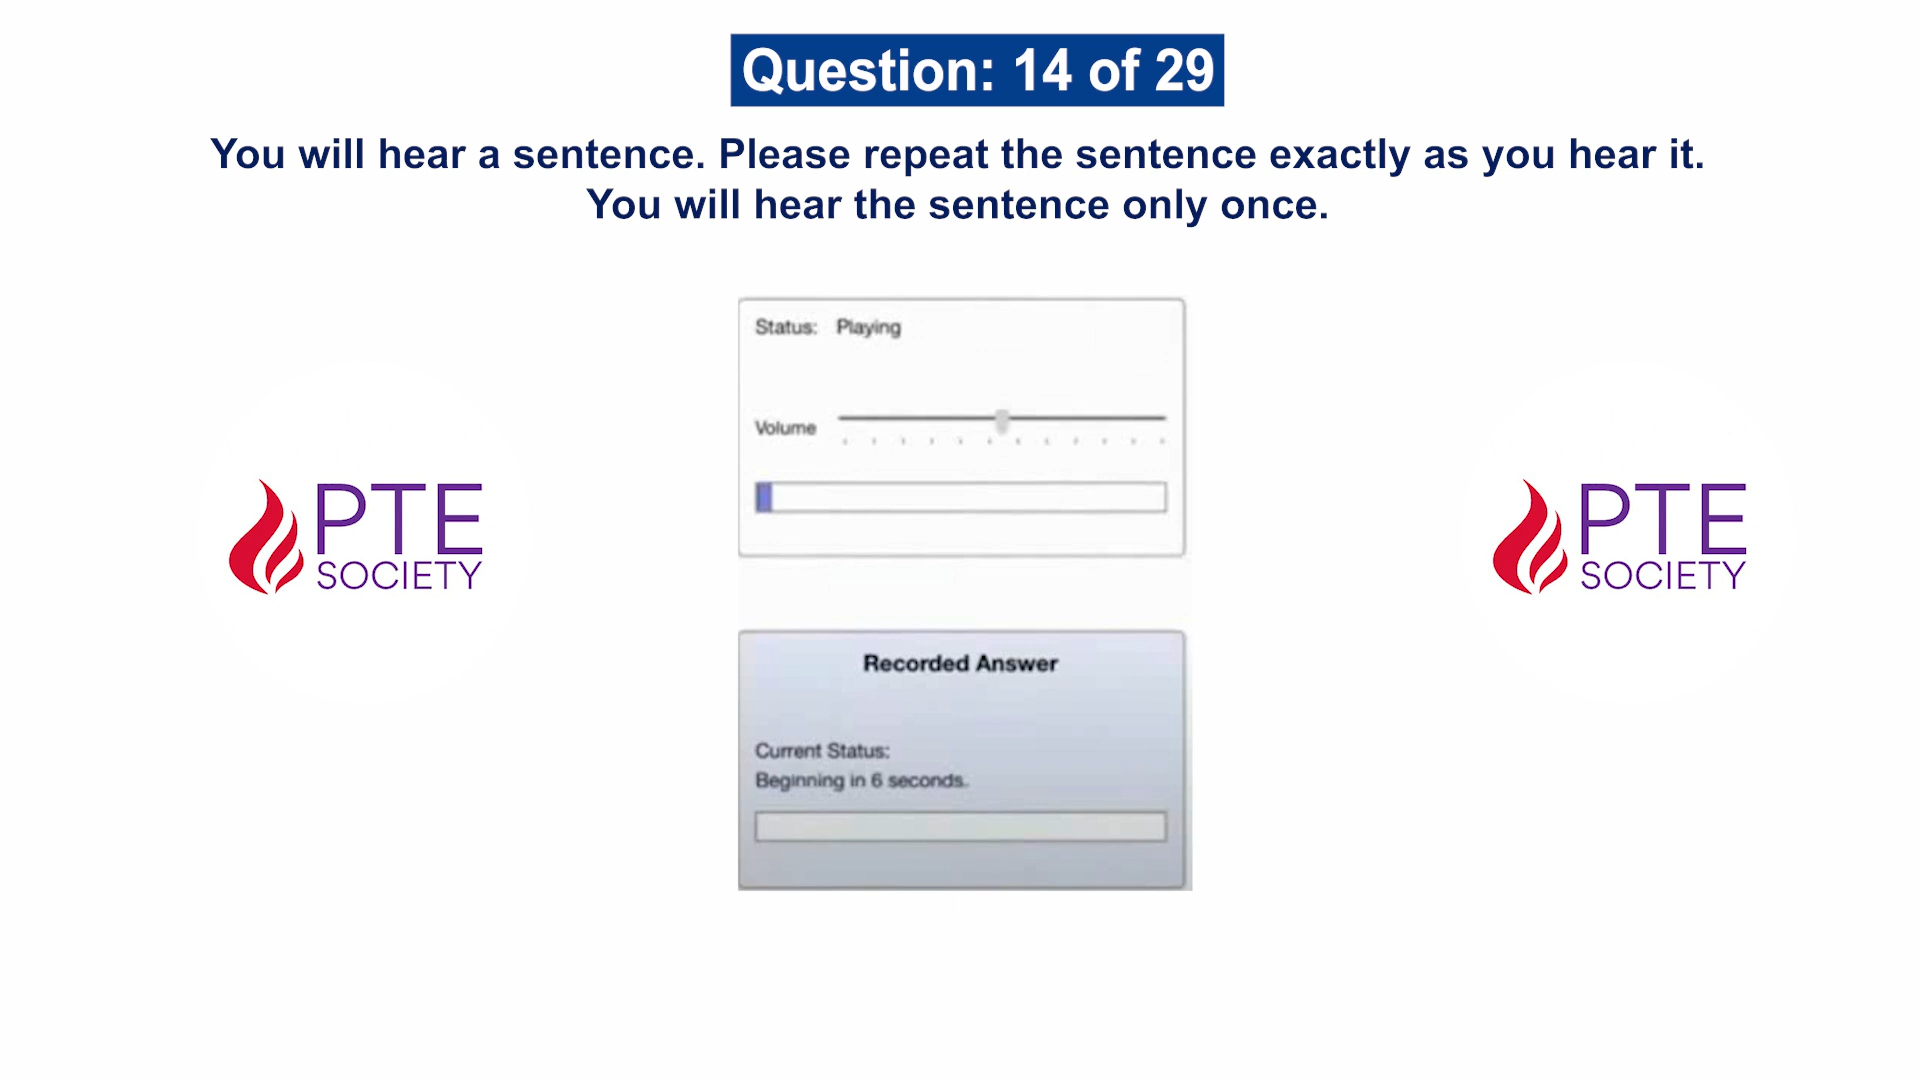 Question: 14 of 29
You will hear a sentence. Please repeat the sentence exactly as you hear it.
You will hear the sentence only once.
Status: Playing
Volume
PTE
SOCIETY
PTE
SOCIETY
Recorded Answer
Current Status:
Beginning in 6 seconds.